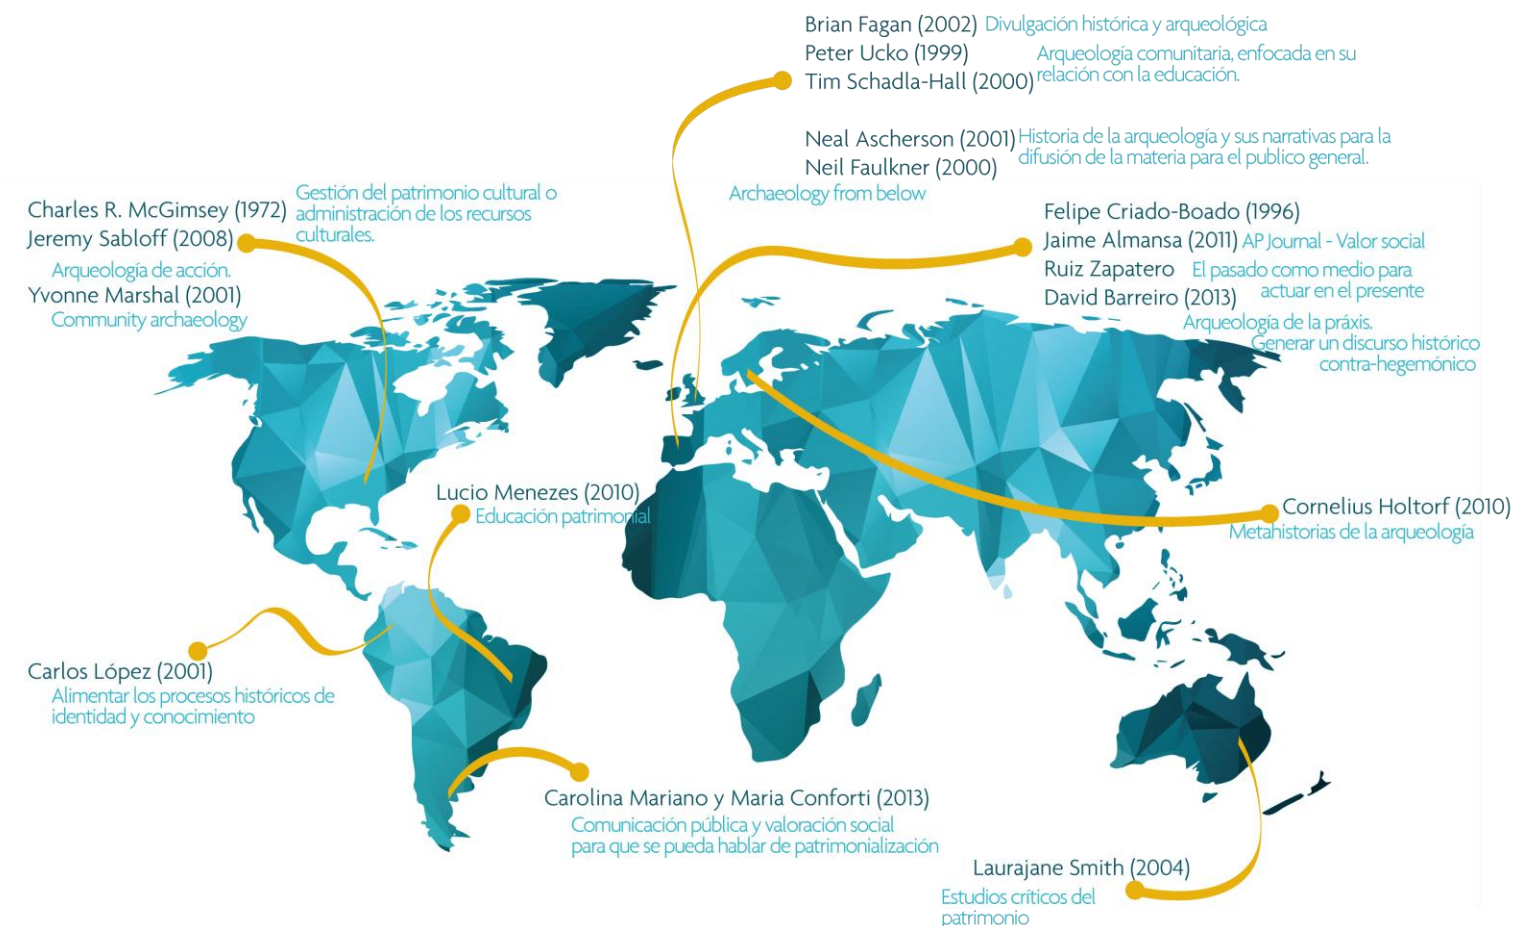 Brian Fagan (2002) Divulgación histórica y arqueológica
Peter Ucko (1999)
Tim Schadla-Hall (2000)
Arqueología comunitaria, enfocada en su
relación con la educación.
Neal Ascherson (2001)
Historia de la arqueología y sus narrativas para la
difusión de la materia para el publico general.
Neil Faulkner (2000)
Archaeology from below
Charles R. McGimsey (1972)
Gestión del patrimonio cultural o
administración de los recursos
culturales.
Jeremy Sabloff (2008)
Arqueología de acción.
Yvonne Marshal (2001)
Community archaeology
Felipe Criado-Boado (1996)
Jaime Almansa (2011) AP Journal - Valor social
Ruiz Zapatero El pasado como medio para
actuar en el presente
David Barreiro (2013)
Arqueología de la práxis.
Generar un discurso histórico
contra-hegemónico
Lucio Menezes (2010)
Educación patrimonial
Cornelius Holtorf (2010)
Metahistorias de la arqueología
Carlos López (2001)
Alimentar los procesos históricos de
identidad y conocimiento
Carolina Mariano y Maria Conforti (2013)
Comunicación pública y valoración social
para que se pueda hablar de patrimonialización
Laurajane Smith (2004)
Estudios críticos del
patrimonio